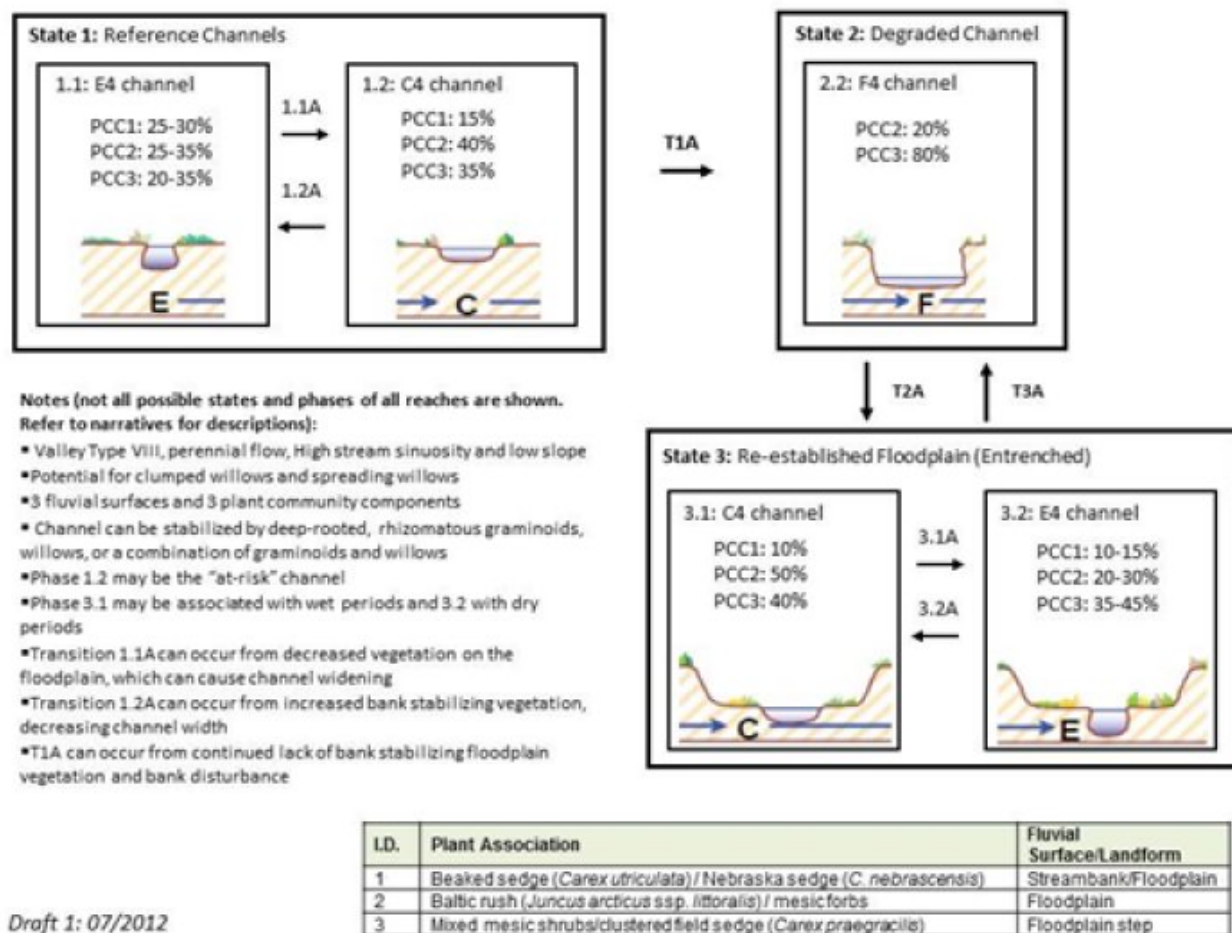 State 1: Reference Channels
1.1: E4 channel
PCC1: 25-30%
PCC2: 25-35%
PCC3: 20-35%
E
1.1A
1.2A
1.2: C4 channel
PCC1: 15%
PCC2: 40%
PCC3: 35%
C
T1A
State 2: Degraded Channel
2.2: F4 channel
PCC2: 20%
PCC3: 80%
F
T2A
T3A
Notes (not all possible states and phases of all reaches are shown.
Refer to narratives for descriptions):
▪ Valley Type VIII, perennial flow, High stream sinuosity and low slope
▪Potential for clumped willows and spreading willows
▪3 fluvial surfaces and 3 plant community components
▪ Channel can be stabilized by deep-rooted, rhizomatous graminoids,
willows, or a combination of graminoids and willows
▪Phase 1.2 may be the "at-risk" channel
▪Phase 3.1 may be associated with wet periods and 3.2 with dry
periods
▪Transition 1.1A can occur from decreased vegetation on the
floodplain, which can cause channel widening
▪Transition 1.2A can occur from increased bank stabilizing vegetation,
decreasing channel width
▪T1A can occur from continued lack of bank stabilizing floodplain
vegetation and bank disturbance
State 3: Re-established Floodplain (Entrenched)
3.1: C4 channel
PCC1: 10%
PCC2: 50%
PCC3: 40%
C
3.1A
3.2A
3.2: E4 channel
PCC1: 10-15%
PCC2: 20-30%
PCC3: 35-45%
E
I.D. Plant Association Fluvial Surface/Landform
1 Beaked sedge (Carex utriculata) / Nebraska sedge (C. nebrascensis) Streambank/Floodplain
2 Baltic rush (Juncus arcticus ssp. littoralis) / mesic forbs Floodplain
3 Mixed mesic shrubs/clustered field sedge (Carex praegracilis) Floodplain step
Draft 1: 07/2012